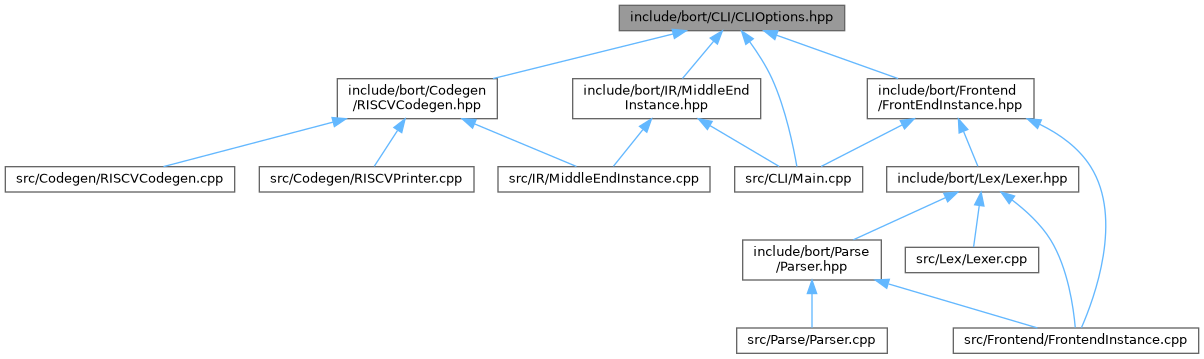 include/bort/CLI/CLIOptions.hpp
include/bort/Codegen
/RISCVCodegen.hpp
include/bort/IR/MiddleEnd
Instance.hpp
include/bort/Frontend
/FrontEndInstance.hpp
src/Codegen/RISCVCodegen.cpp
src/Codegen/RISCVPrinter.cpp
src/IR/MiddleEndInstance.cpp
src/CLI/Main.cpp
include/bort/Lex/Lexer.hpp
include/bort/Parse
/Parser.hpp
src/Lex/Lexer.cpp
src/Parse/Parser.cpp
src/Frontend/FrontendInstance.cpp